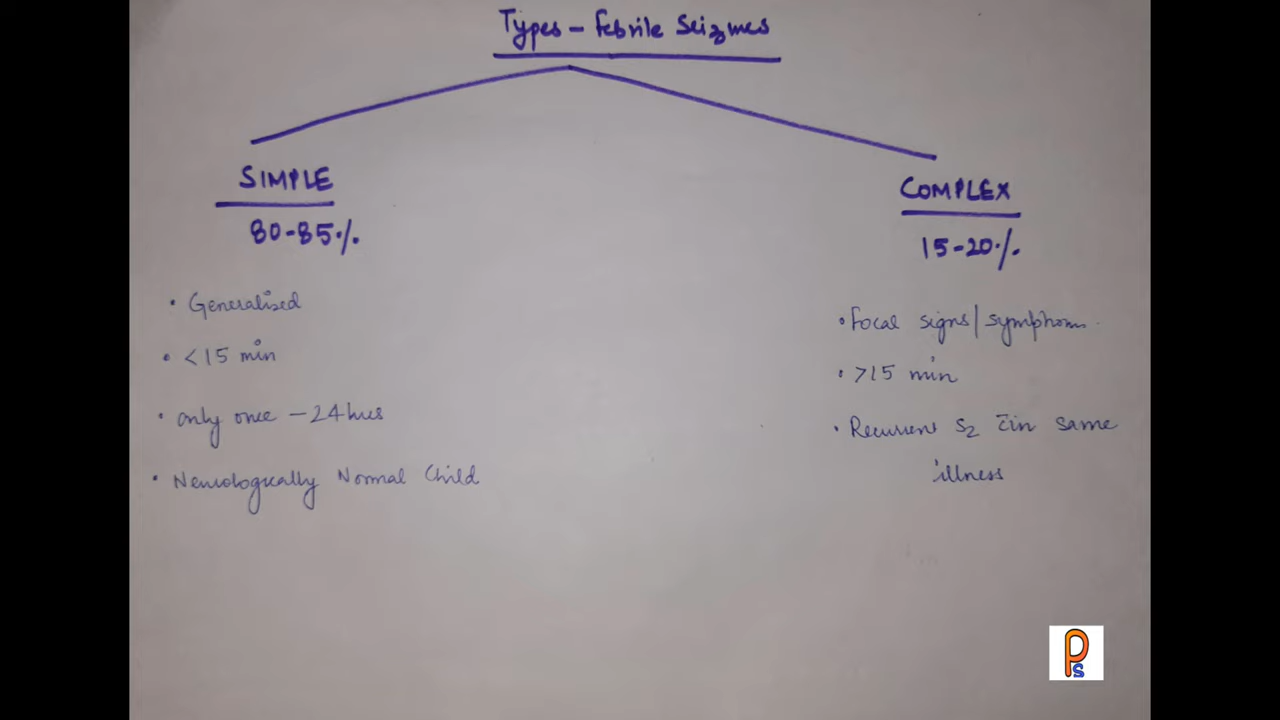 Types - Febrile Seizures
SIMPLE
80-85%
• Generalised
• <15 min
• only once - 24 hrs
• Neurologically Normal Child
COMPLEX
15-20%
• Focal signs/symptoms
• >15 min
• Recurrent Sz c̄in same
illness
Ps